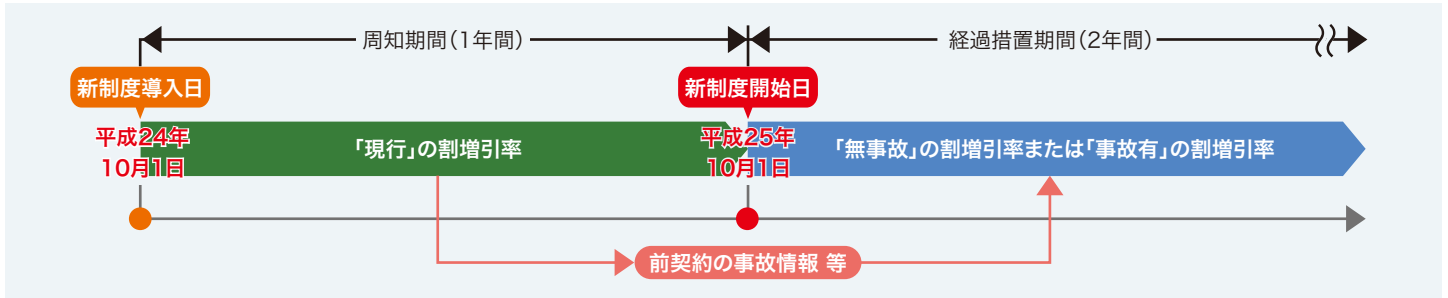 周知期間(1年間)
経過措置期間(2年間)
新制度導入日
新制度開始日
平成24年
10月1日
「現行」の割増引率
平成25年
10月1日
「無事故」の割増引率または「事故有」の割増引率
前契約の事故情報 等